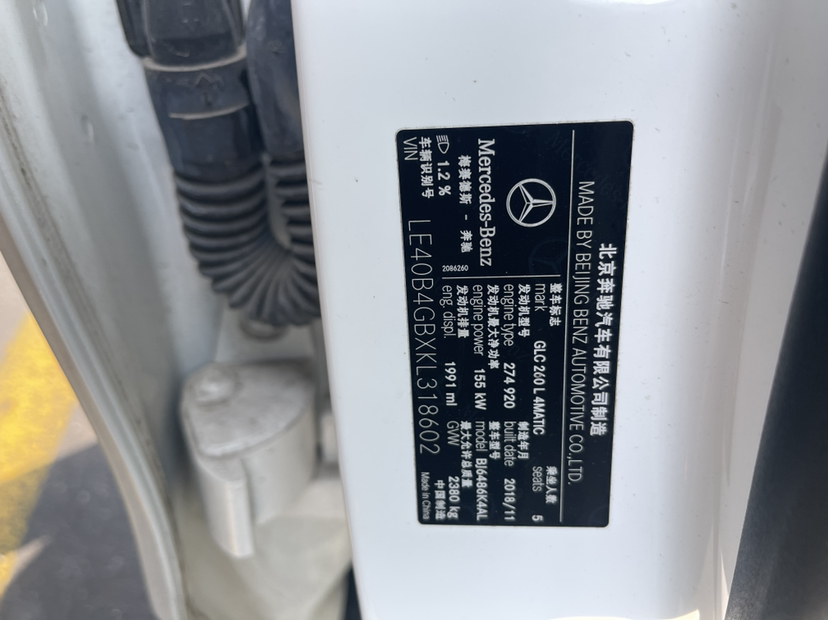 北京奔驰汽车有限公司制造
MADE BY BEIJING BENZ AUTOMOTIVE CO.,LTD.
整车标志 乘坐人数
mark GLC 260 L 4MATIC seats 5
发动机型号 制造年月
engine type 274 920 built date 2018/11
Mercedes-Benz 发动机最大净功率 整车型号
engine power 155 kW model BJ6486K4AL
梅赛德斯 - 奔驰 发动机排量 最大允许总质量
1.2 % 2086260 eng. displ. 1991 ml GVW 2380 kg
车辆识别号 中国制造
VIN LE40B4GBXKL318602 Made in China